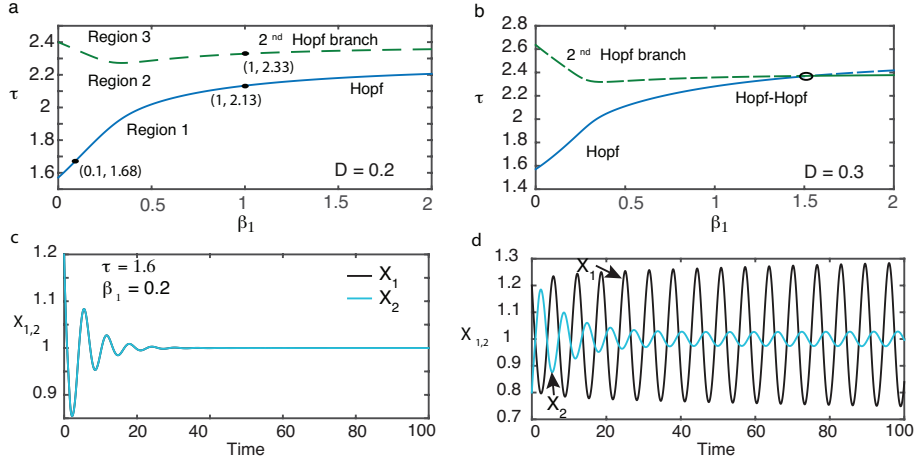 a
τ
2.4
2.2
2
1.8
1.6
Region 3
Region 2
Region 1
2 nd Hopf branch
(1, 2.33)
(1, 2.13)
Hopf
(0.1, 1.68)
D = 0.2
0 0.5 1 1.5 2
β1
b
τ
2.8
2.6
2.4
2.2
2
1.8
1.6
1.4
2 nd Hopf branch
Hopf-Hopf
Hopf
D = 0.3
0 0.5 1 1.5 2
β1
c
X1,2
1.2
1.1
1
0.9
τ = 1.6
β1 = 0.2
X1
X2
0 20 40 60 80 100
Time
d
X1,2
1.3
1.2
1.1
1
0.9
0.8
0.7
X1
X2
0 20 40 60 80 100
Time